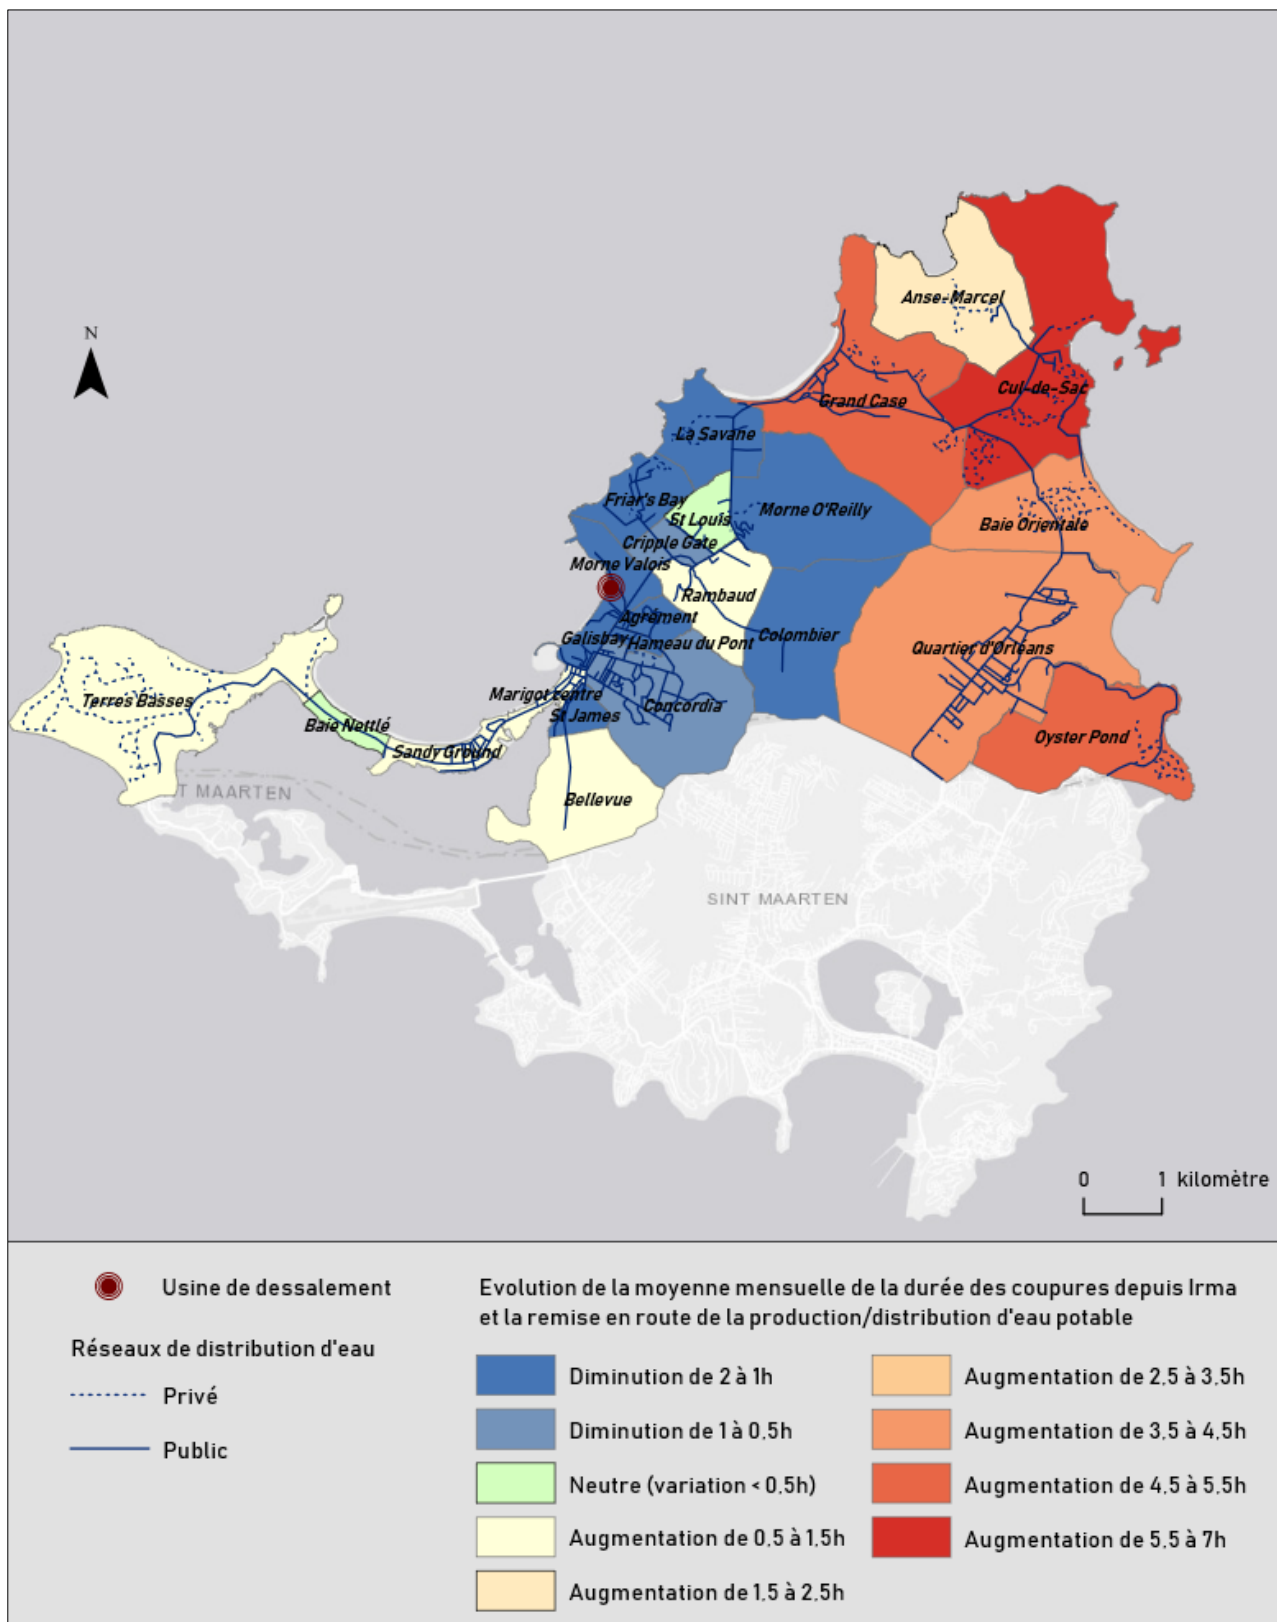 Anse-Marcel
N
Cul-de-Sac
Grand Case
La Savane
Friar's Bay
Morne O'Reilly
St Louis
Baie Orientale
Cripple Gate
Morne Valois
Rambaud
Agrément
Galisbay
Hameau du Pont
Colombier
Quartier d'Orléans
Terres Basses
Marigot centre
Concordia
St James
Baie Nettlé
Sandy Ground
Oyster Pond
T MAARTEN
Bellevue
SINT MAARTEN
0 1 kilomètre
Usine de dessalement
Réseaux de distribution d'eau
Privé
Public
Evolution de la moyenne mensuelle de la durée des coupures depuis Irma
et la remise en route de la production/distribution d'eau potable
Diminution de 2 à 1h
Diminution de 1 à 0,5h
Neutre (variation < 0,5h)
Augmentation de 0,5 à 1,5h
Augmentation de 1,5 à 2,5h
Augmentation de 2,5 à 3,5h
Augmentation de 3,5 à 4,5h
Augmentation de 4,5 à 5,5h
Augmentation de 5,5 à 7h